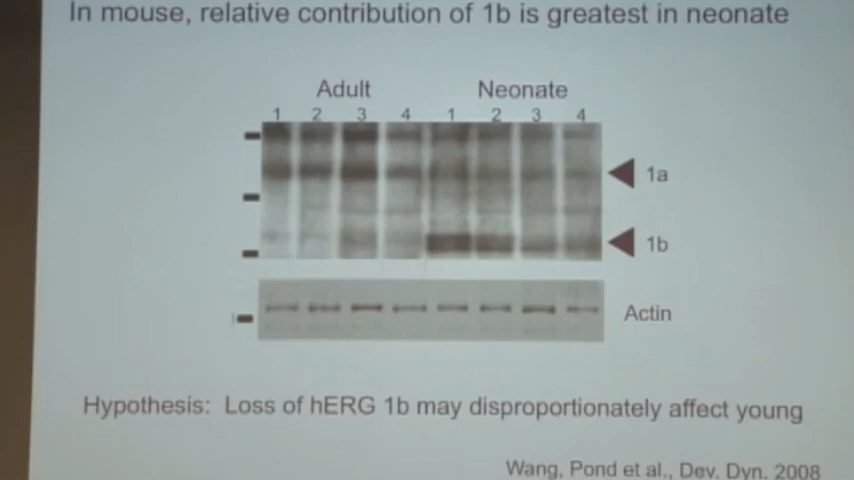 In mouse, relative contribution of 1b is greatest in neonate
Adult Neonate
1 2 3 4 1 2 3 4
1a
1b
Actin
Hypothesis: Loss of hERG 1b may disproportionately affect young
Wang, Pond et al., Dev. Dyn. 2008